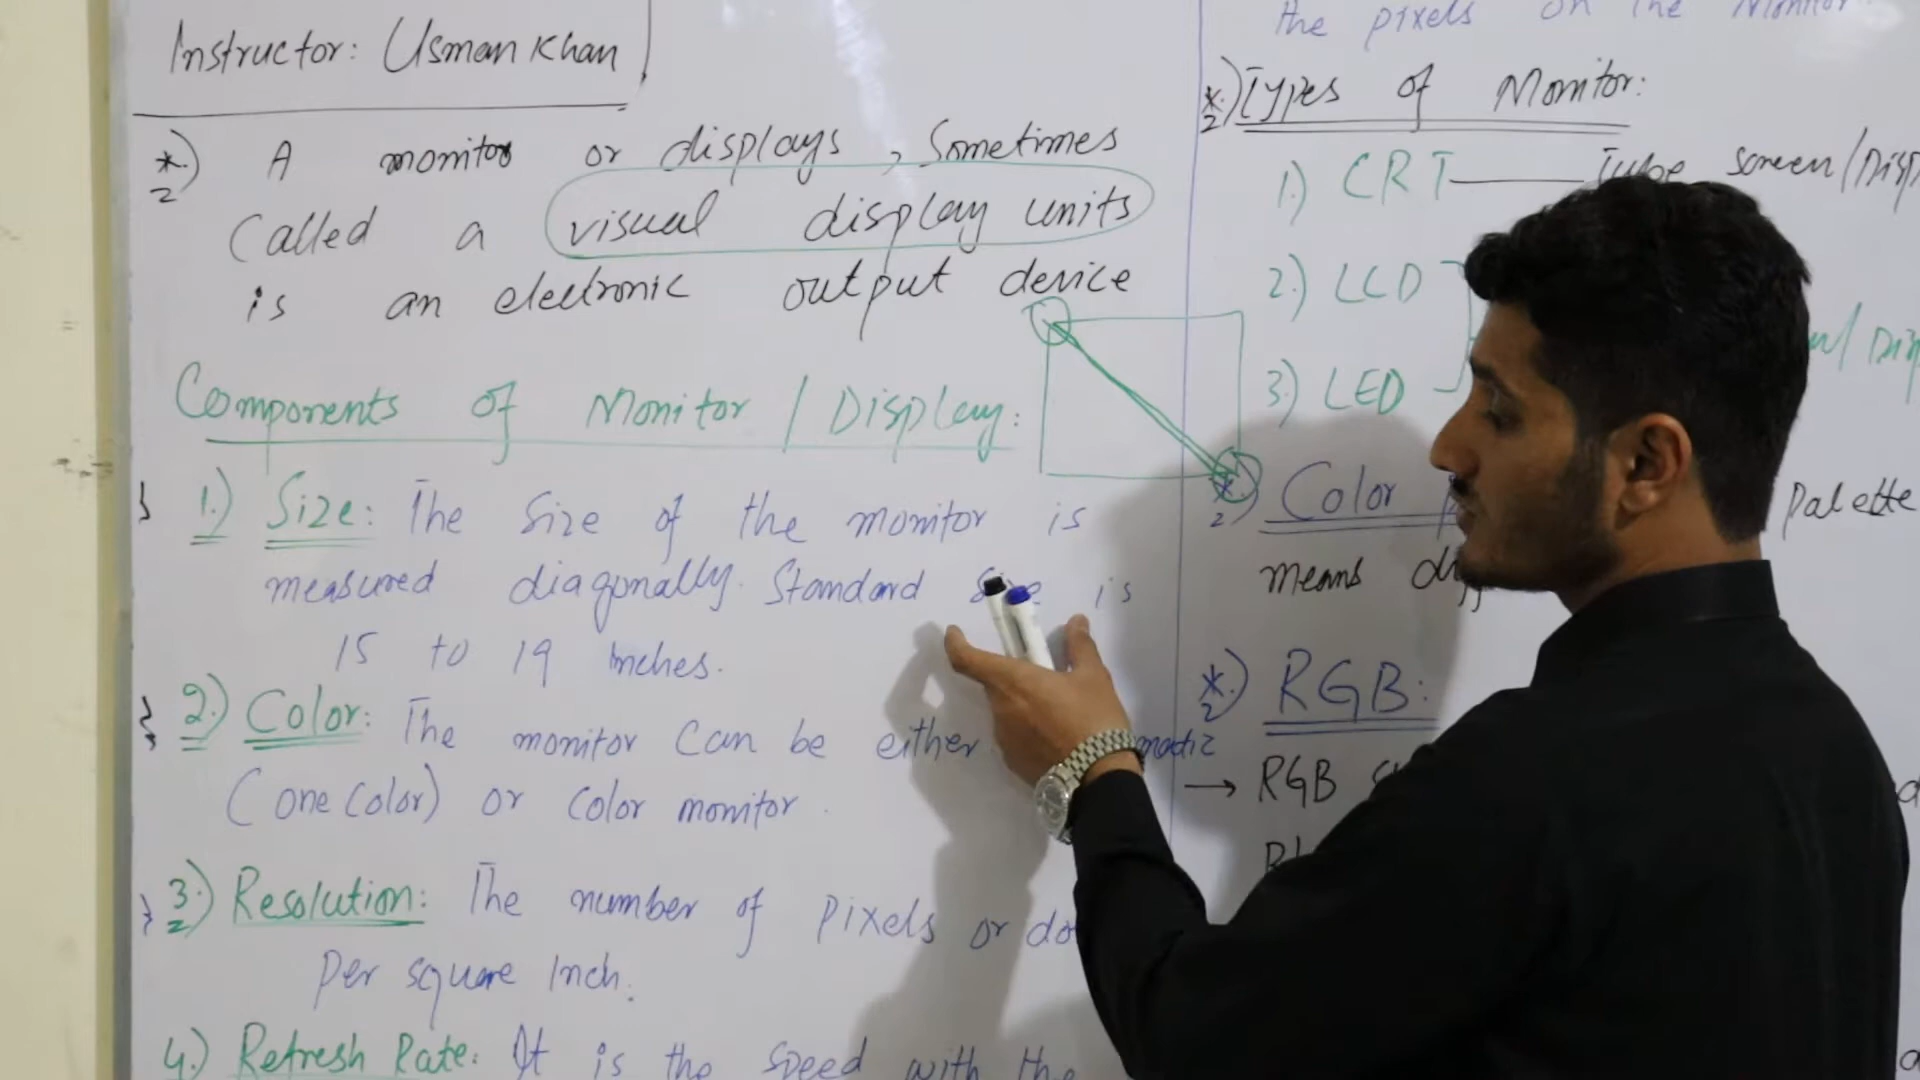 Instructor: Usman Khan
*) A monitor or displays, Sometimes
Called a visual display units
is an electronic output device
Components of Monitor / Display:
1.) Size: The Size of the monitor is
measured diagonally. Standard Size is
15 to 19 Inches.
2.) Color: The monitor Can be either
(one Color) or Color monitor.
3.) Resolution: The number of Pixels or
Per square Inch.
4.) Refresh Rate: It is the Speed with the
the pixels on the Monitor
*) Types of Monitor:
1.) CRT — Tube Screen/
2.) LCD
3.) LED
*) Color Palette
means
*) RGB:
→ RGB